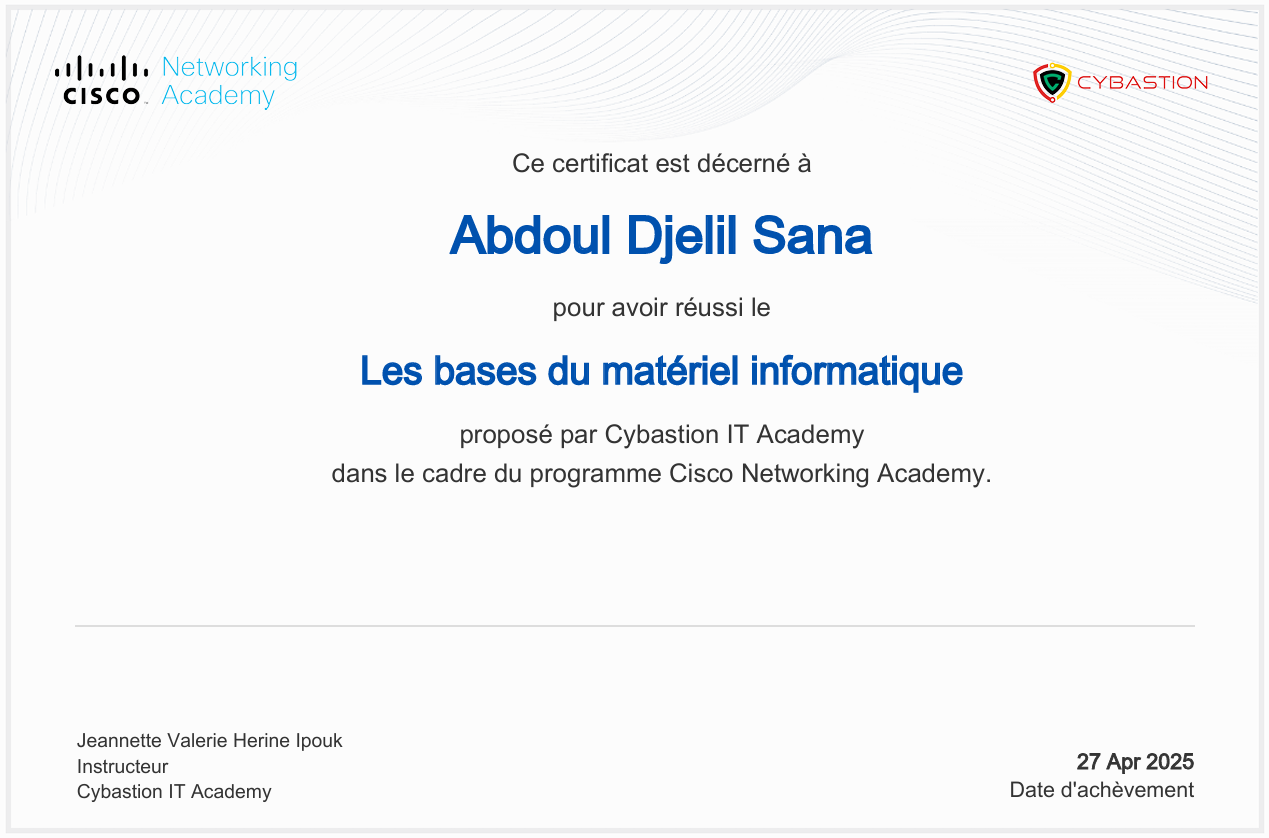 Networking
CISCO Academy
CYBASTION
Ce certificat est décerné à
Abdoul Djelil Sana
pour avoir réussi le
Les bases du matériel informatique
proposé par Cybastion IT Academy
dans le cadre du programme Cisco Networking Academy.
Jeannette Valerie Herine Ipouk
Instructeur
Cybastion IT Academy
27 Apr 2025
Date d'achèvement